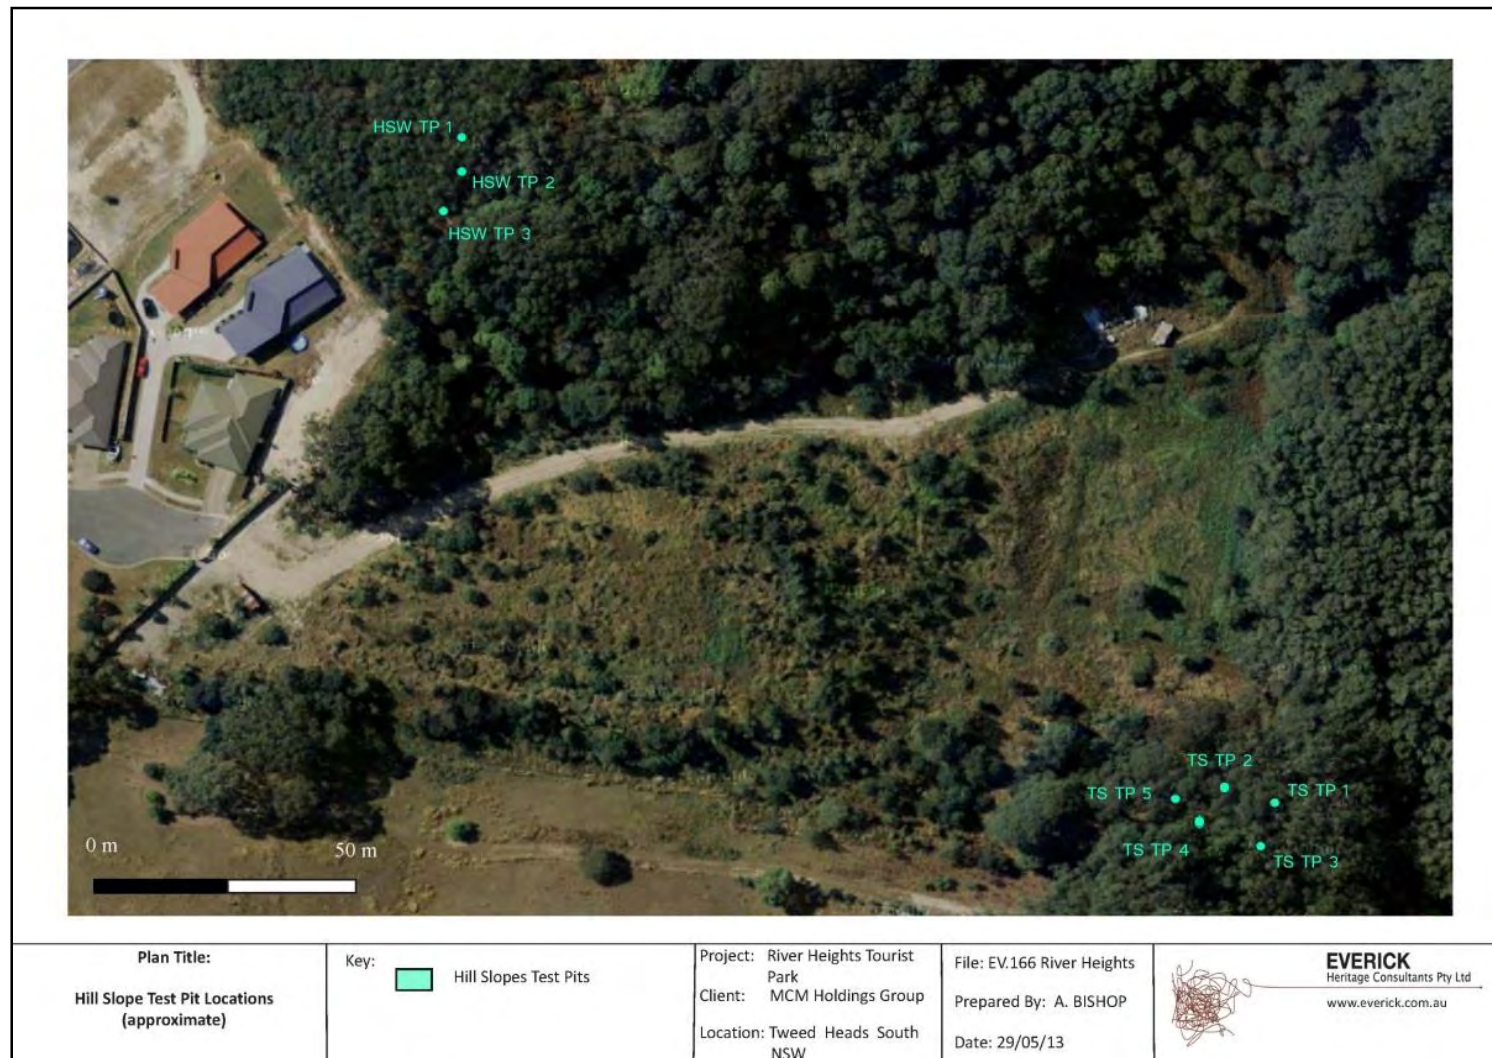 HSW TP 1
HSW TP 2
HSW TP 3
TS TP 2
TS TP 5
TS TP 1
TS TP 4
TS TP 3
0 m
50 m
Plan Title:
Hill Slope Test Pit Locations
(approximate)
Key:
Hill Slopes Test Pits
Project: River Heights Tourist
Park
Client: MCM Holdings Group
Location: Tweed Heads South
NSW
File: EV.166 River Heights
Prepared By: A. BISHOP
Date: 29/05/13
EVERICK
Heritage Consultants Pty Ltd
www.everick.com.au